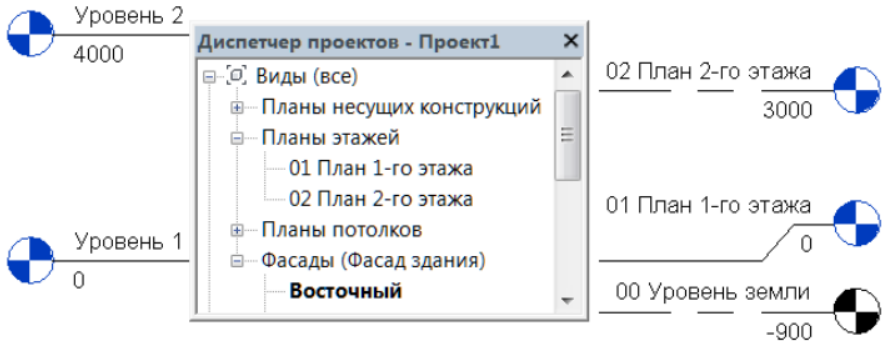 Уровень 2
4000
Уровень 1
0
Диспетчер проектов - Проект1
Виды (все)
Планы несущих конструкций
Планы этажей
01 План 1-го этажа
02 План 2-го этажа
Планы потолков
Фасады (Фасад здания)
Восточный
02 План 2-го этажа
3000
01 План 1-го этажа
0
00 Уровень земли
-900